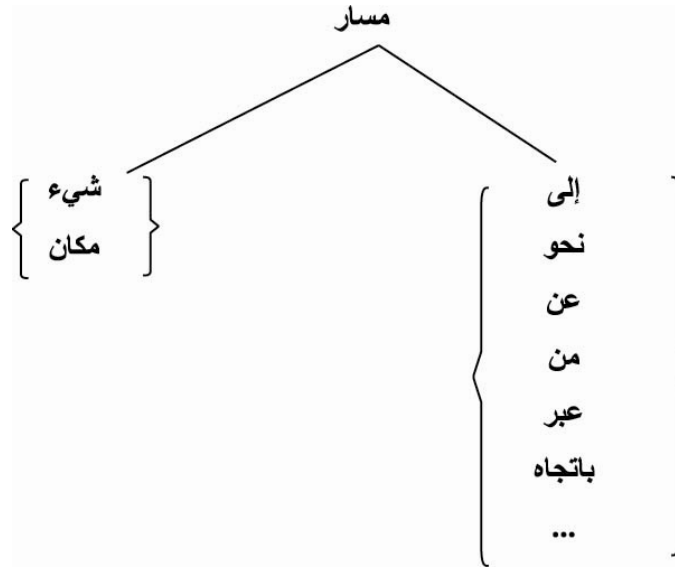 مسار
إلى
نحو
عن
من
عبر
باتجاه
...
شيء
مكان